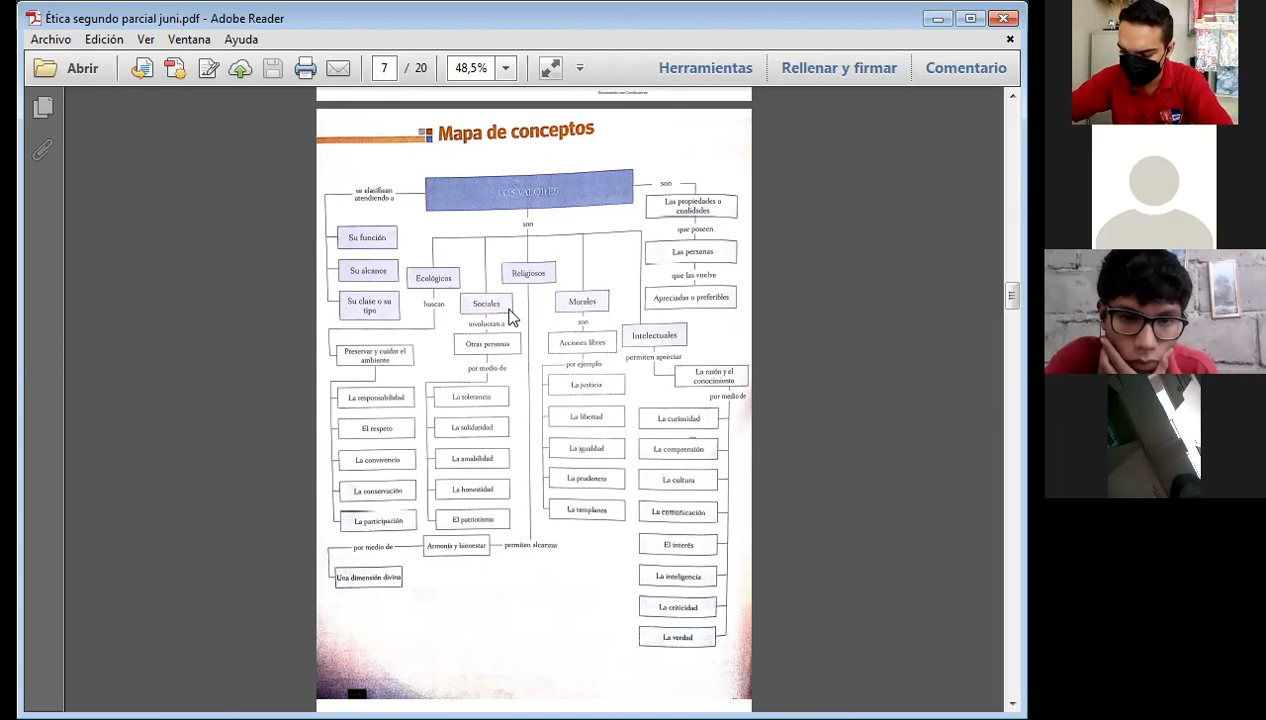 Ética segundo parcial juni.pdf - Adobe Reader
Archivo Edición Ver Ventana Ayuda
Abrir
7 / 20
48,5%
Herramientas Rellenar y firmar Comentario
Mapa de conceptos
LOS VALORES
se clasifican
atendiendo a
Su función
Su alcance
Su clase o su
tipo
son
Las propiedades o
cualidades
que poseen
Las personas
que las vuelve
Apreciadas o preferibles
son
Ecológicos
buscan
Preservar y cuidar el
ambiente
La responsabilidad
El respeto
La convivencia
La conservación
La participación
Sociales
involucran a
Otras personas
por medio de
La tolerancia
La solidaridad
La amabilidad
La honestidad
El patriotismo
Religiosos
permiten alcanzar
Armonía y bienestar
por medio de
Una dimensión divina
Morales
son
Acciones libres
por ejemplo
La justicia
La libertad
La igualdad
La prudencia
La templanza
Intelectuales
permiten apreciar
La razón y el
conocimiento
por medio de
La curiosidad
La comprensión
La cultura
La comunicación
El interés
La inteligencia
La criticidad
La verdad